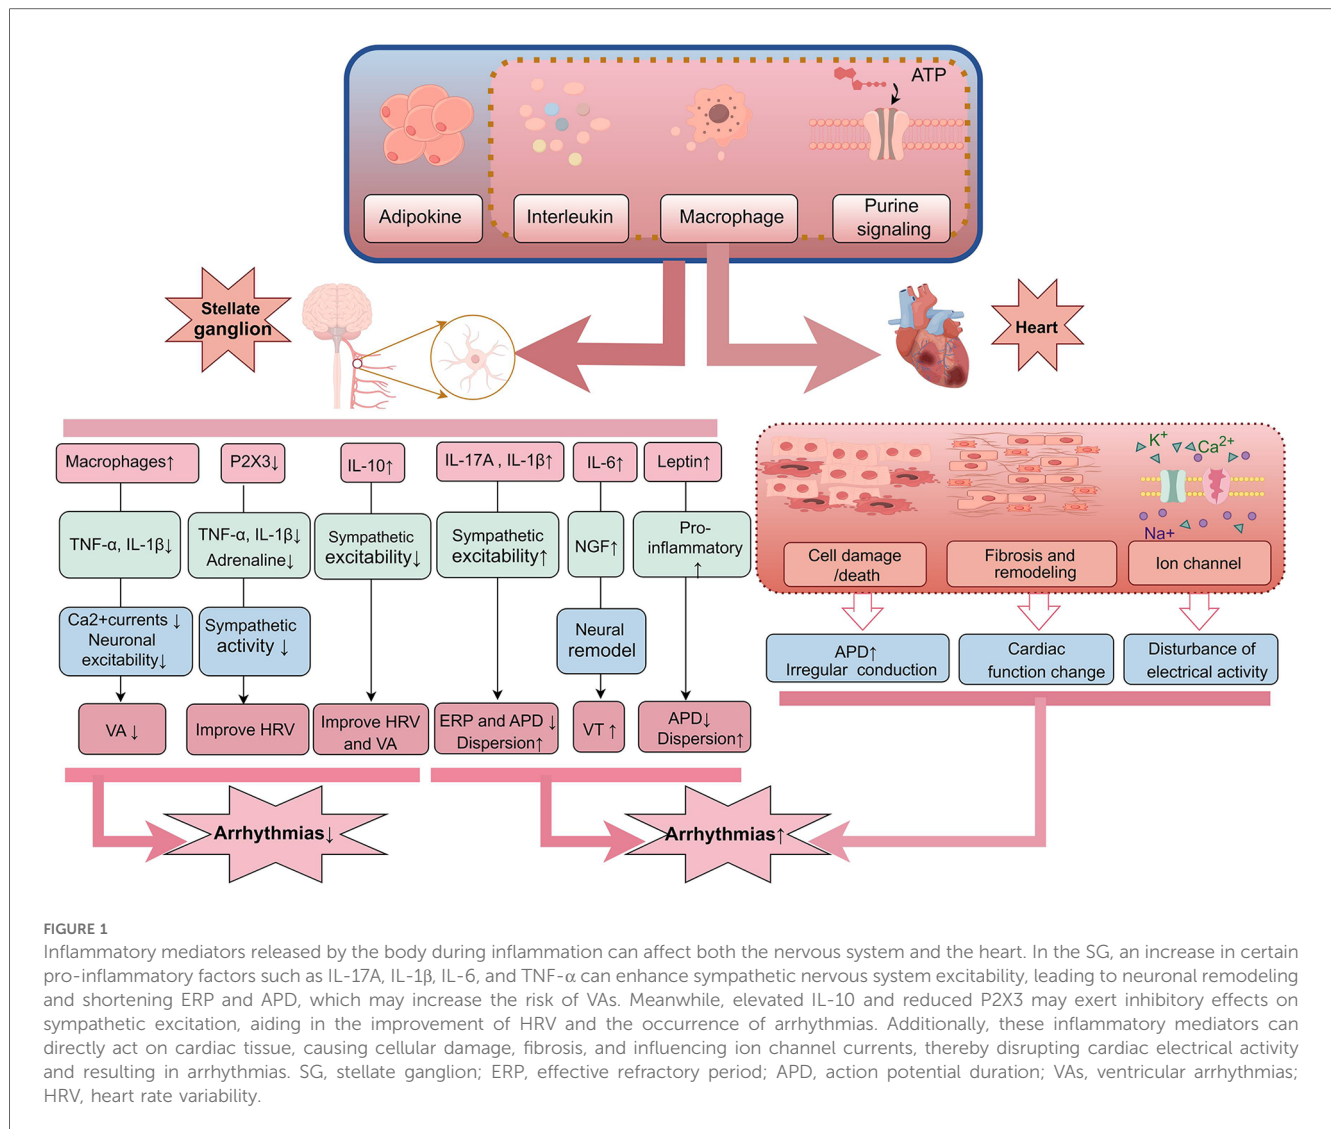 ATP
Adipokine
Interleukin
Macrophage
Purine
signaling
Stellate
ganglion
Heart
Macrophages↑
P2X3↓
IL-10↑
IL-17A , IL-1β↑
IL-6↑
Leptin↑
TNF-α, IL-1β↓
TNF-α, IL-1β↓
Adrenaline↓
Sympathetic
excitability↓
Sympathetic
excitability↑
NGF↑
Pro-
inflammatory
↑
Ca2+currents ↓
Neuronal
excitability↓
Sympathetic
activity ↓
Neural
remodel
VA ↓
Improve HRV
Improve HRV
and VA
ERP and APD ↓
Dispersion↑
VT ↑
APD↓
Dispersion↑
K+
Ca2+
Na+
Cell damage
/death
Fibrosis and
remodeling
Ion channel
APD↑
Irregular conduction
Cardiac
function change
Disturbance of
electrical activity
Arrhythmias↓
Arrhythmias↑
FIGURE 1
Inflammatory mediators released by the body during inflammation can affect both the nervous system and the heart. In the SG, an increase in certain
pro-inflammatory factors such as IL-17A, IL-1β, IL-6, and TNF-α can enhance sympathetic nervous system excitability, leading to neuronal remodeling
and shortening ERP and APD, which may increase the risk of VAs. Meanwhile, elevated IL-10 and reduced P2X3 may exert inhibitory effects on
sympathetic excitation, aiding in the improvement of HRV and the occurrence of arrhythmias. Additionally, these inflammatory mediators can
directly act on cardiac tissue, causing cellular damage, fibrosis, and influencing ion channel currents, thereby disrupting cardiac electrical activity
and resulting in arrhythmias. SG, stellate ganglion; ERP, effective refractory period; APD, action potential duration; VAs, ventricular arrhythmias;
HRV, heart rate variability.